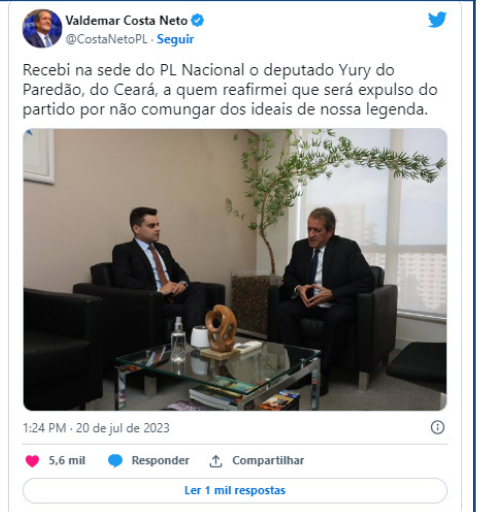 Valdemar Costa Neto
@CostaNetoPL · Seguir
Recebi na sede do PL Nacional o deputado Yury do
Paredão, do Ceará, a quem reafirmei que será expulso do
partido por não comungar dos ideais de nossa legenda.
1:24 PM · 20 de jul de 2023
5,6 mil Responder Compartilhar
Ler 1 mil respostas